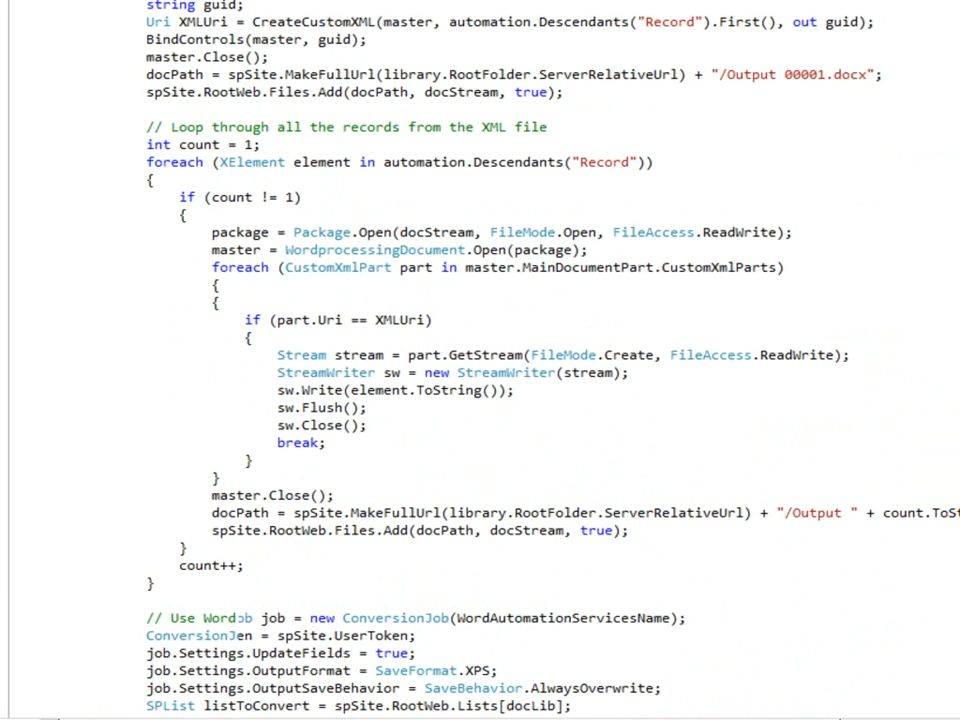 string guid;
Uri XMLUri = CreateCustomXML(master, automation.Descendants("Record").First(), out guid);
BindControls(master, guid);
master.Close();
docPath = spSite.MakeFullUrl(library.RootFolder.ServerRelativeUrl) + "/Output 00001.docx";
spSite.RootWeb.Files.Add(docPath, docStream, true);
// Loop through all the records from the XML file
int count = 1;
foreach (XElement element in automation.Descendants("Record"))
{
if (count != 1)
{
package = Package.Open(docStream, FileMode.Open, FileAccess.ReadWrite);
master = WordprocessingDocument.Open(package);
foreach (CustomXmlPart part in master.MainDocumentPart.CustomXmlParts)
{
{
if (part.Uri == XMLUri)
{
Stream stream = part.GetStream(FileMode.Create, FileAccess.ReadWrite);
StreamWriter sw = new StreamWriter(stream);
sw.Write(element.ToString());
sw.Flush();
sw.Close();
break;
}
}
master.Close();
docPath = spSite.MakeFullUrl(library.RootFolder.ServerRelativeUrl) + "/Output " + count.ToSt
spSite.RootWeb.Files.Add(docPath, docStream, true);
}
count++;
}
// Use Word job = new ConversionJob(WordAutomationServicesName);
ConversionJen = spSite.UserToken;
job.Settings.UpdateFields = true;
job.Settings.OutputFormat = SaveFormat.XPS;
job.Settings.OutputSaveBehavior = SaveBehavior.AlwaysOverwrite;
SPList listToConvert = spSite.RootWeb.Lists[docLib];